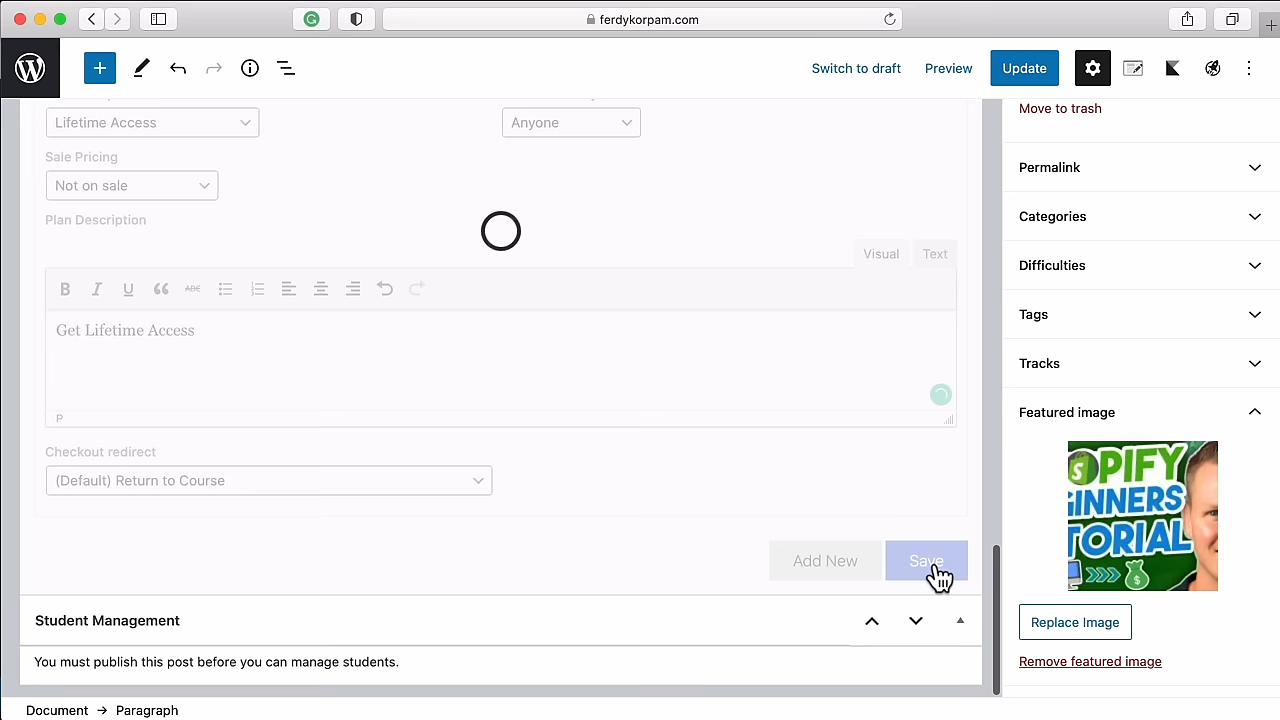 ferdykorpam.com
Switch to draft
Preview
Update
Lifetime Access
Anyone
Sale Pricing
Not on sale
Plan Description
Visual
Text
B I U ABC
Get Lifetime Access
P
Checkout redirect
(Default) Return to Course
Add New
Save
Student Management
You must publish this post before you can manage students.
Document → Paragraph
Move to trash
Permalink
Categories
Difficulties
Tags
Tracks
Featured image
OPIFY
GINNERS
TORIAL
Replace Image
Remove featured image